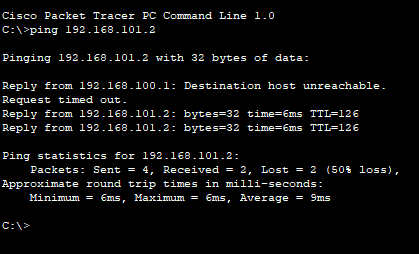 Cisco Packet Tracer PC Command Line 1.0
C:\>ping 192.168.101.2
Pinging 192.168.101.2 with 32 bytes of data:
Reply from 192.168.100.1: Destination host unreachable.
Request timed out.
Reply from 192.168.101.2: bytes=32 time=6ms TTL=126
Reply from 192.168.101.2: bytes=32 time=6ms TTL=126
Ping statistics for 192.168.101.2:
Packets: Sent = 4, Received = 2, Lost = 2 (50% loss),
Approximate round trip times in milli-seconds:
Minimum = 6ms, Maximum = 6ms, Average = 9ms
C:\>